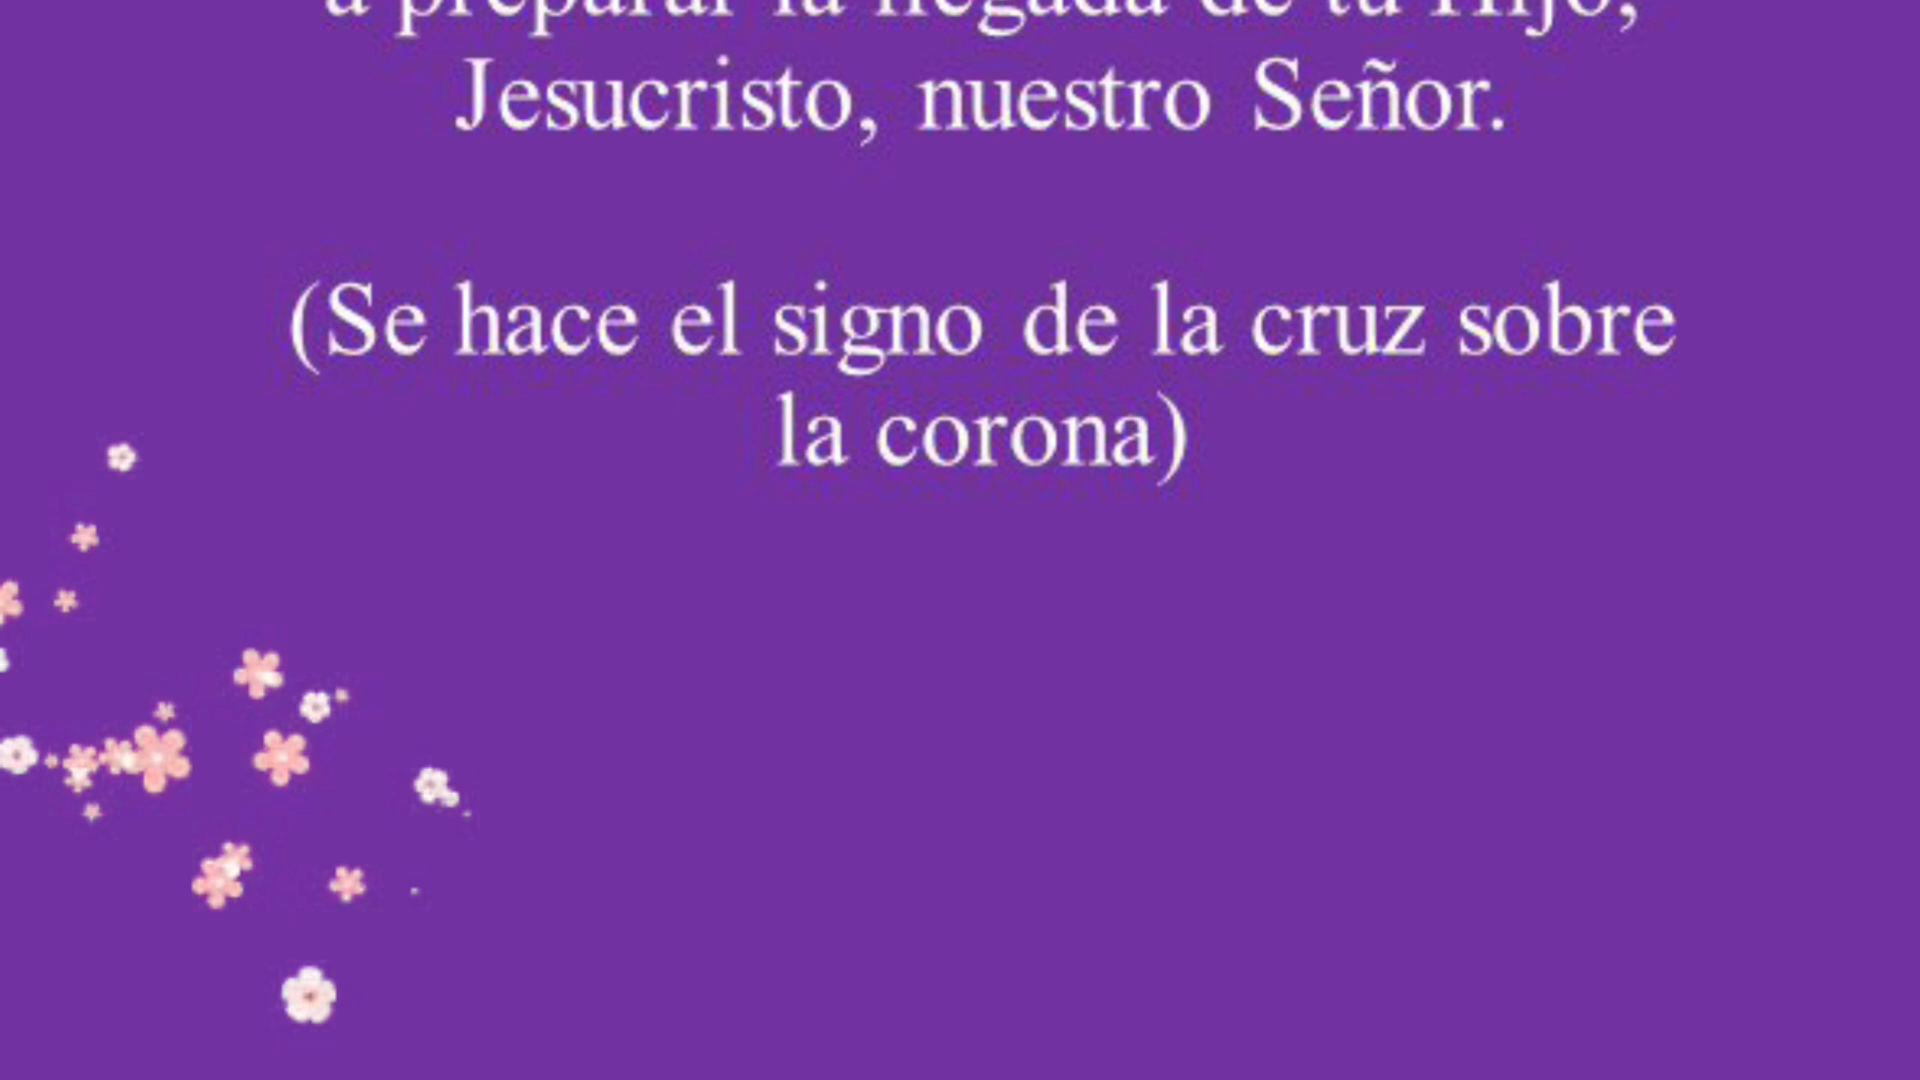 a preparar la llegada de tu Hijo,
Jesucristo, nuestro Señor.
(Se hace el signo de la cruz sobre
la corona)